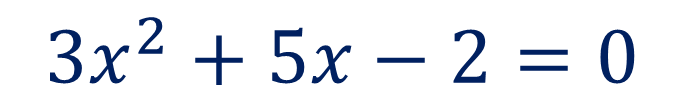 3x² + 5x − 2 = 0